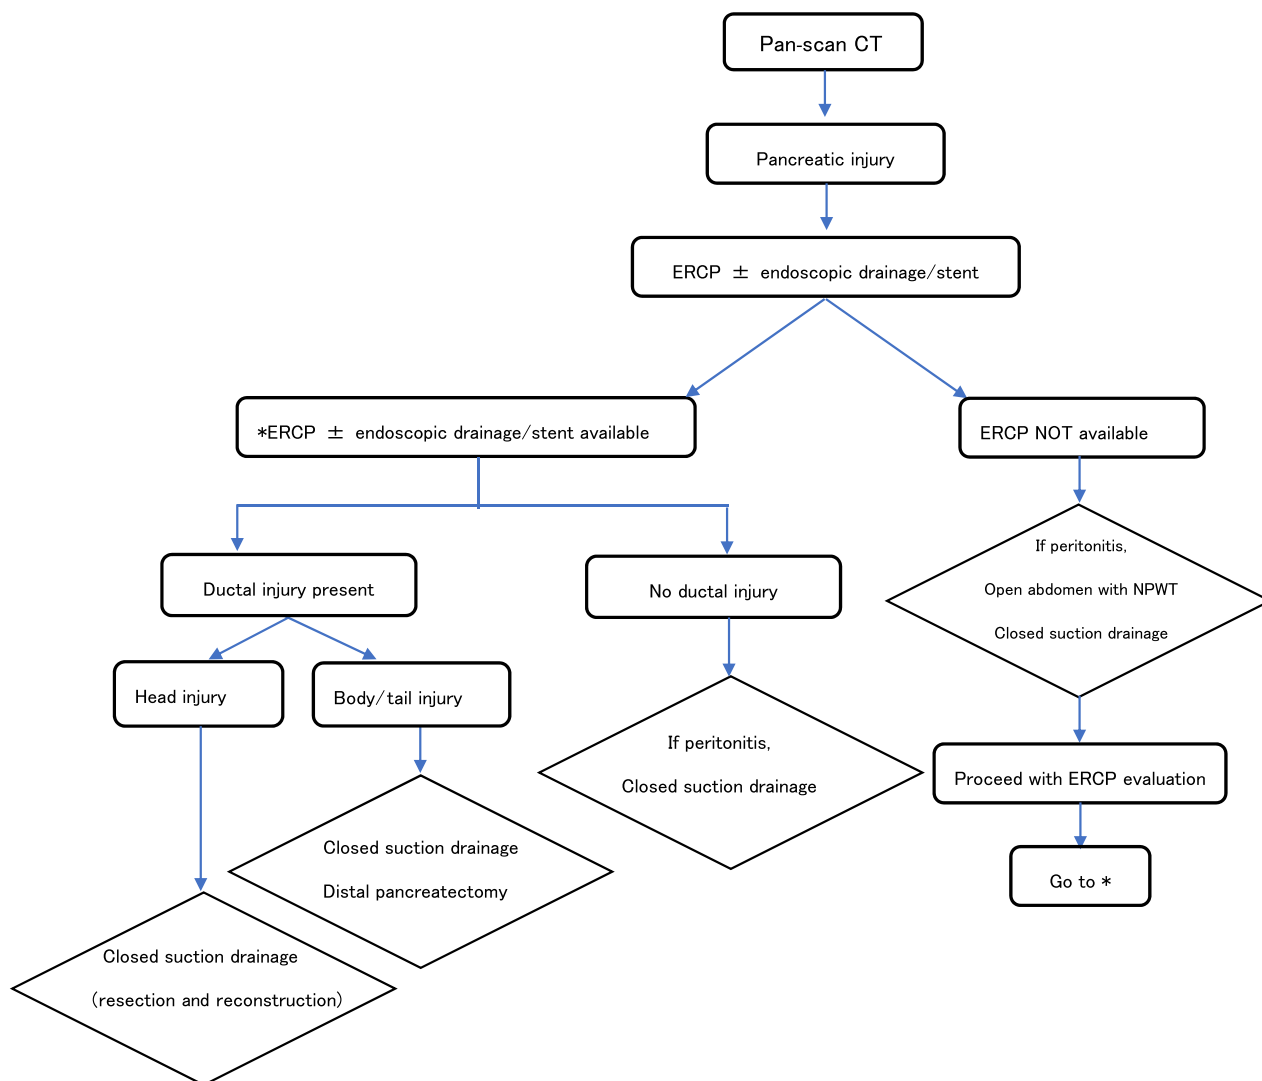 Pan-scan CT
Pancreatic injury
ERCP ± endoscopic drainage/stent
*ERCP ± endoscopic drainage/stent available
ERCP NOT available
If peritonitis,
Open abdomen with NPWT
Closed suction drainage
Ductal injury present
No ductal injury
Head injury
Body/tail injury
If peritonitis,
Closed suction drainage
Proceed with ERCP evaluation
Closed suction drainage
Distal pancreatectomy
Go to *
Closed suction drainage
(resection and reconstruction)